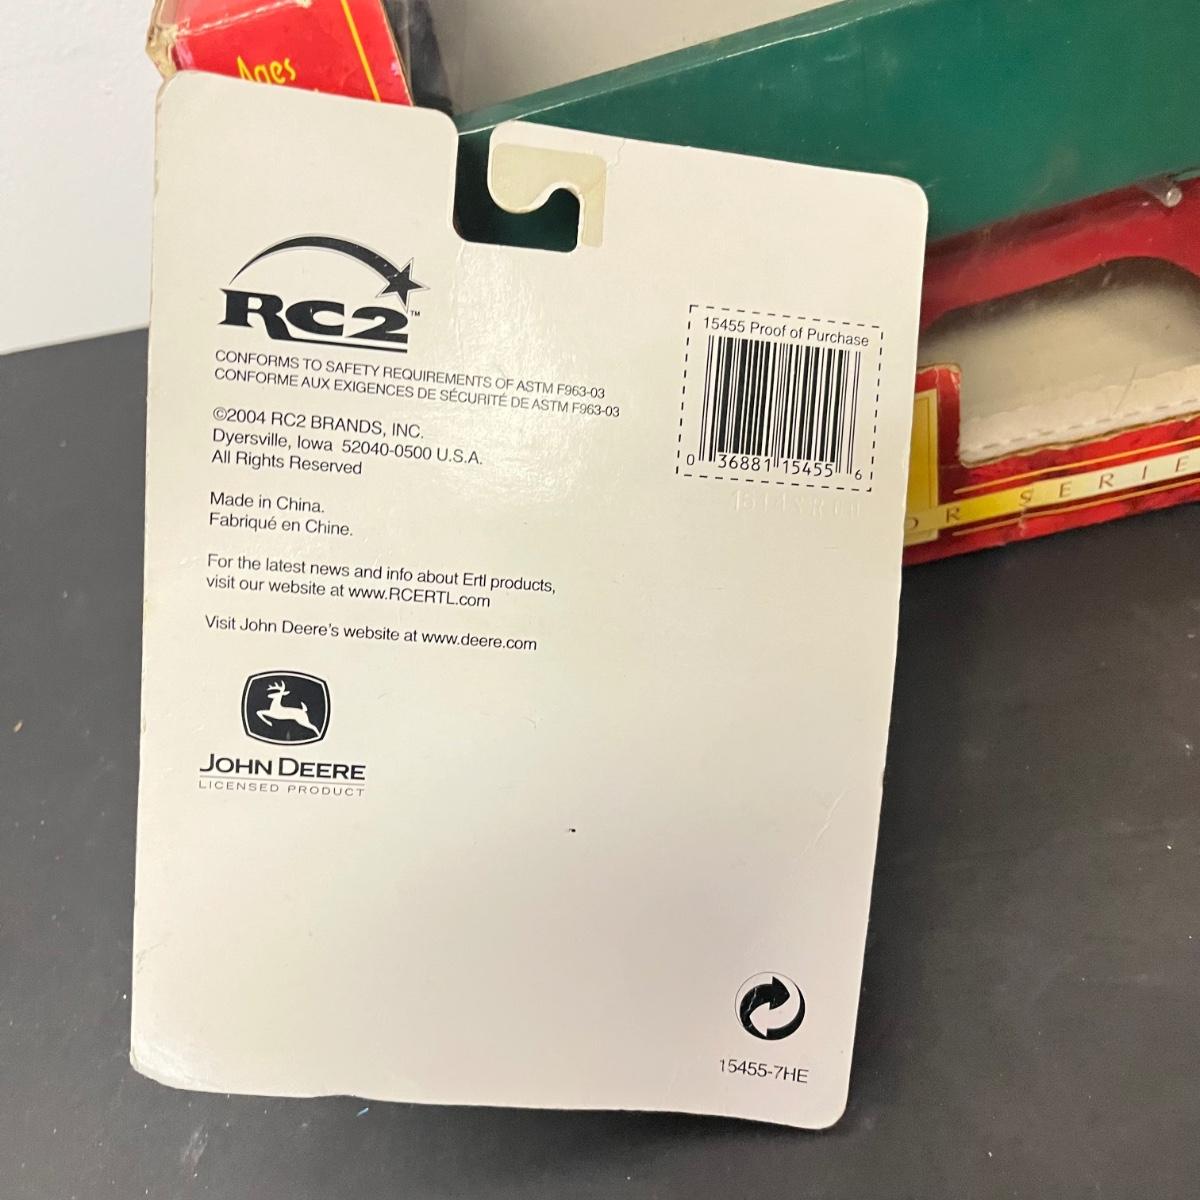 Ages
RC2™
CONFORMS TO SAFETY REQUIREMENTS OF ASTM F963-03
CONFORME AUX EXIGENCES DE SÉCURITÉ DE ASTM F963-03
©2004 RC2 BRANDS, INC.
Dyersville, Iowa 52040-0500 U.S.A.
All Rights Reserved
Made in China.
Fabriqué en Chine.
For the latest news and info about Ertl products,
visit our website at www.RCERTL.com
Visit John Deere's website at www.deere.com
JOHN DEERE
LICENSED PRODUCT
15455 Proof of Purchase
0 36881 15455 6
15455-7HE